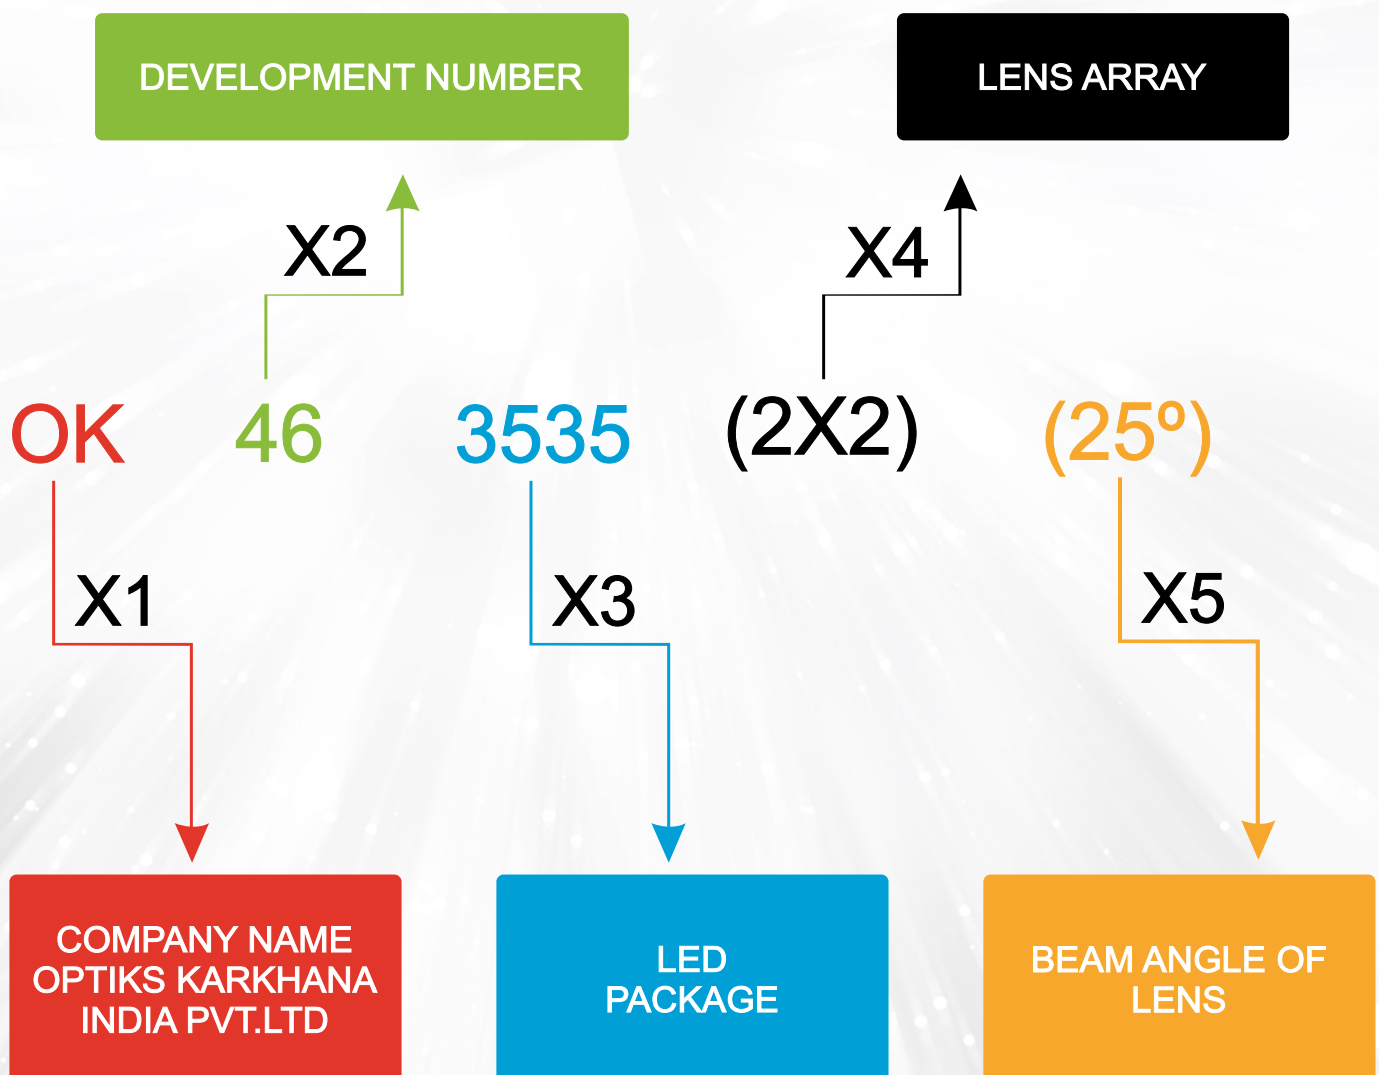 DEVELOPMENT NUMBER
LENS ARRAY
X2
X4
OK 46 3535 (2X2) (25º)
X1
X3
X5
COMPANY NAME
OPTIKS KARKHANA
INDIA PVT.LTD
LED
PACKAGE
BEAM ANGLE OF
LENS